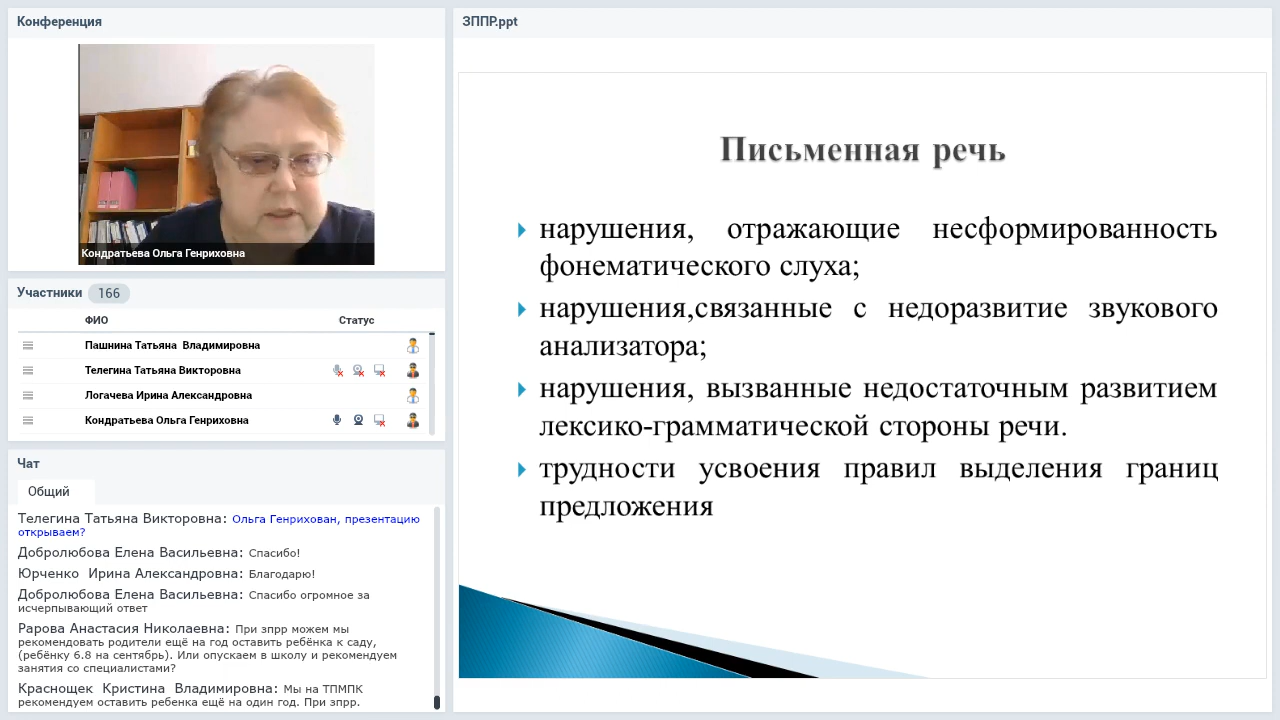 Конференция
Кондратьева Ольга Генриховна
Участники 166
ФИО Статус
Пашнина Татьяна Владимировна
Телегина Татьяна Викторовна
Логачева Ирина Александровна
Кондратьева Ольга Генриховна
Чат
Общий
Телегина Татьяна Викторовна: Ольга Генрихован, презентацию
открываем?
Добролюбова Елена Васильевна: Спасибо!
Юрченко Ирина Александровна: Благодарю!
Добролюбова Елена Васильевна: Спасибо огромное за
исчерпывающий ответ
Рарова Анастасия Николаевна: При зпрр можем мы
рекомендовать родители ещё на год оставить ребёнка к саду,
(ребёнку 6.8 на сентябрь). Или опускаем в школу и рекомендуем
занятия со специалистами?
Краснощек Кристина Владимировна: Мы на ТПМПК
рекомендуем оставить ребенка ещё на один год. При зпрр.
ЗППР.ppt
Письменная речь
нарушения, отражающие несформированность
фонематического слуха;
нарушения,связанные с недоразвитие звукового
анализатора;
нарушения, вызванные недостаточным развитием
лексико-грамматической стороны речи.
трудности усвоения правил выделения границ
предложения